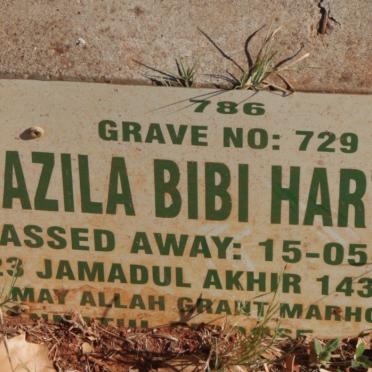 786
GRAVE NO: 729
AZILA BIBI HAR
ASSED AWAY: 15-05
23 JAMADUL AKHIR 143
MAY ALLAH GRANT MARHO